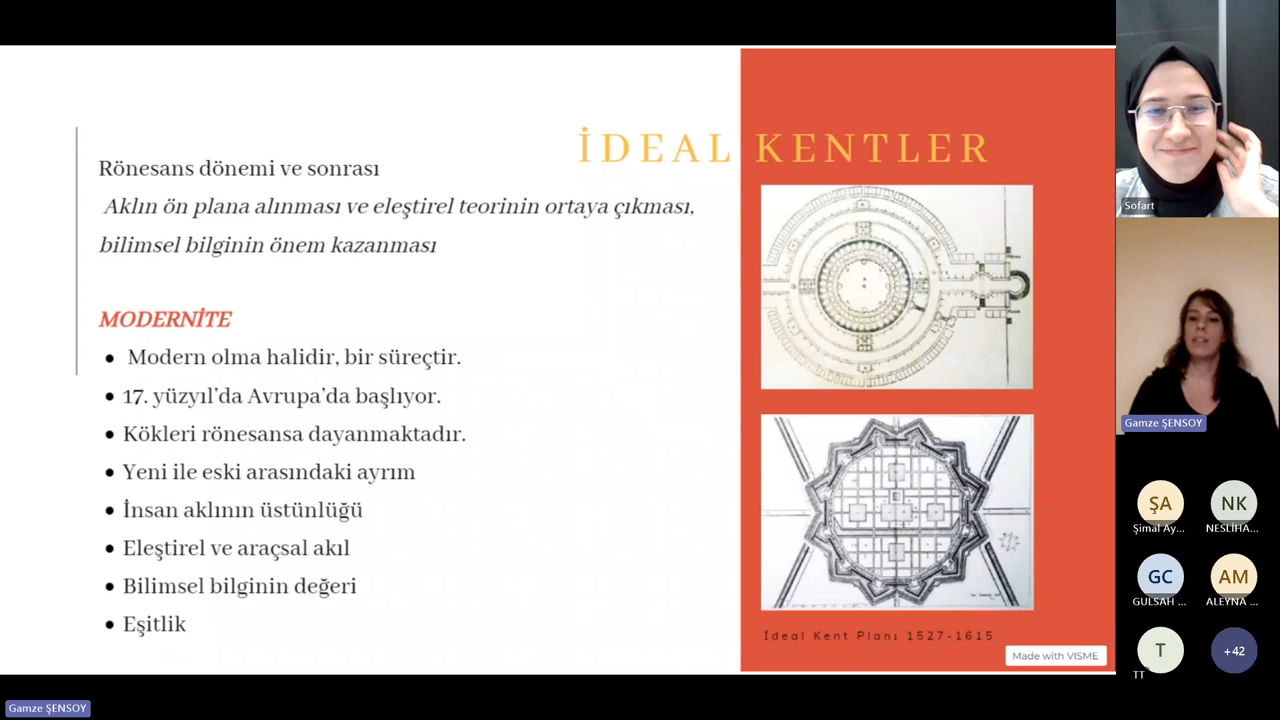 İDEAL KENTLER
Rönesans dönemi ve sonrası
Aklın ön plana alınması ve eleştirel teorinin ortaya çıkması,
bilimsel bilginin önem kazanması
MODERNİTE
• Modern olma halidir, bir süreçtir.
• 17. yüzyıl'da Avrupa'da başlıyor.
• Kökleri rönesansa dayanmaktadır.
• Yeni ile eski arasındaki ayrım
• İnsan aklının üstünlüğü
• Eleştirel ve araçsal akıl
• Bilimsel bilginin değeri
• Eşitlik
İdeal Kent Planı 1527-1615
Made with VISME
Sofart
Gamze ŞENSOY
ŞA
Şimal Ay...
NK
NESLİHA...
GC
GULSAH ...
AM
ALEYNA ...
T
TT
+42
Gamze ŞENSOY